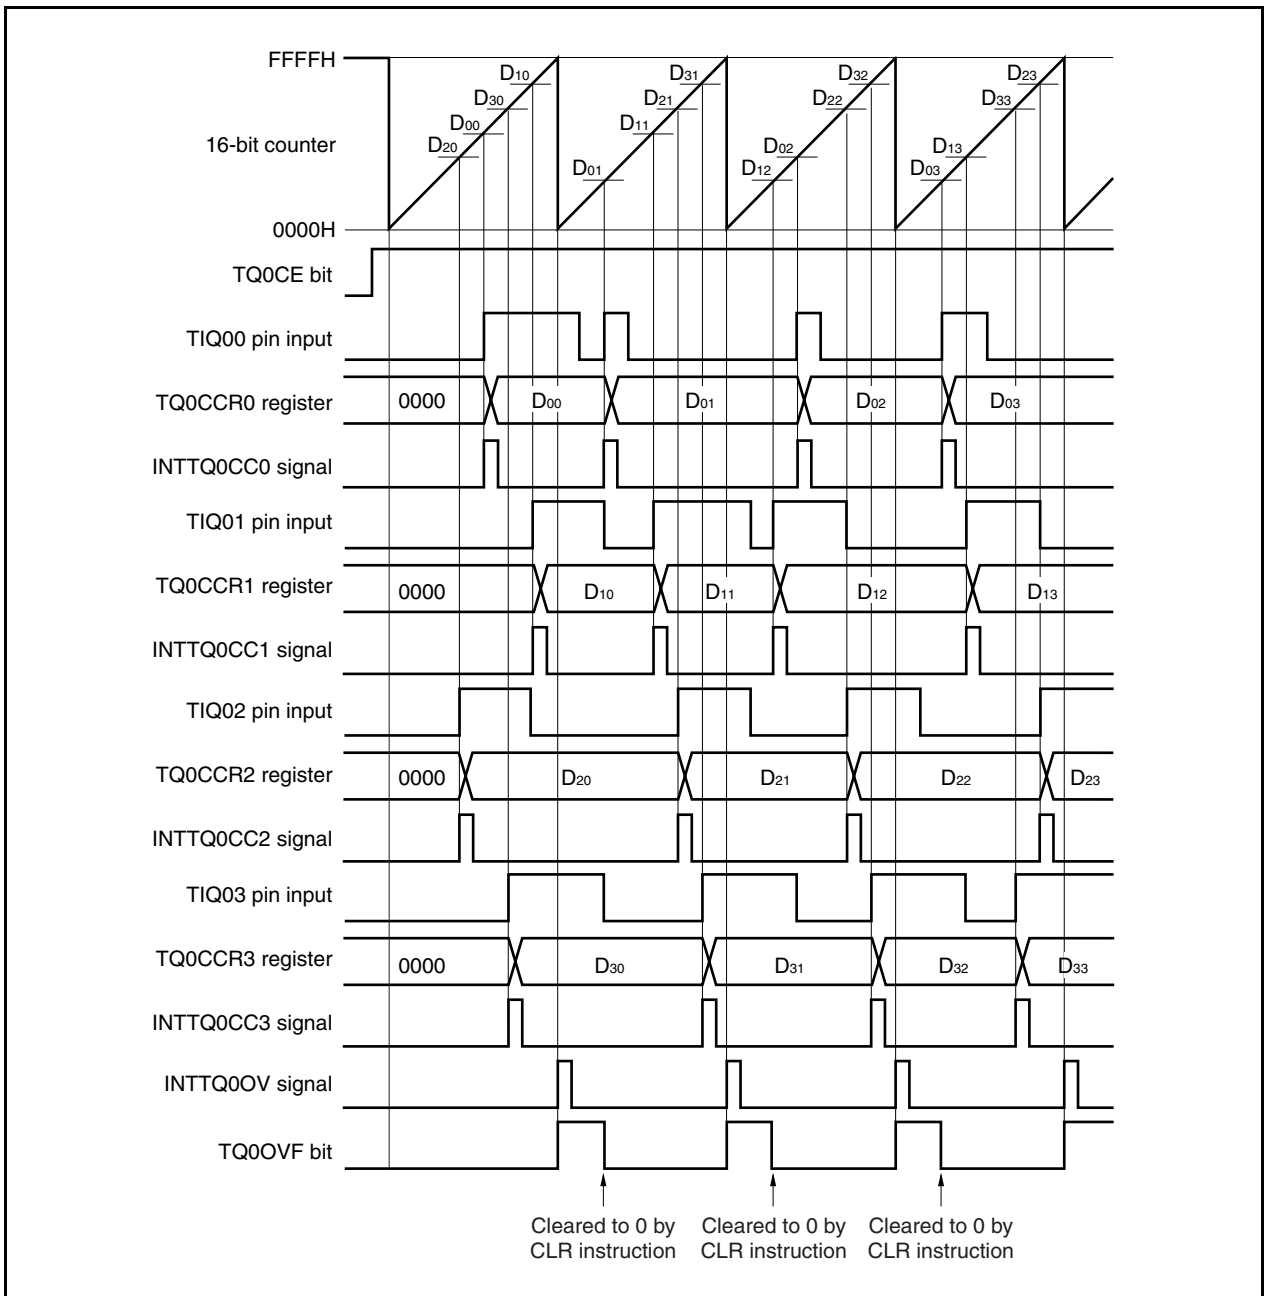 FFFFH
D10 D31 D32 D23
D30 D21 D22 D33
D00 D11
16-bit counter
D20 D02 D13
D01 D12 D03
0000H
TQ0CE bit
TIQ00 pin input
TQ0CCR0 register 0000 D00 D01 D02 D03
INTTQ0CC0 signal
TIQ01 pin input
TQ0CCR1 register 0000 D10 D11 D12 D13
INTTQ0CC1 signal
TIQ02 pin input
TQ0CCR2 register 0000 D20 D21 D22 D23
INTTQ0CC2 signal
TIQ03 pin input
TQ0CCR3 register 0000 D30 D31 D32 D33
INTTQ0CC3 signal
INTTQ0OV signal
TQ0OVF bit
Cleared to 0 by Cleared to 0 by Cleared to 0 by
CLR instruction CLR instruction CLR instruction